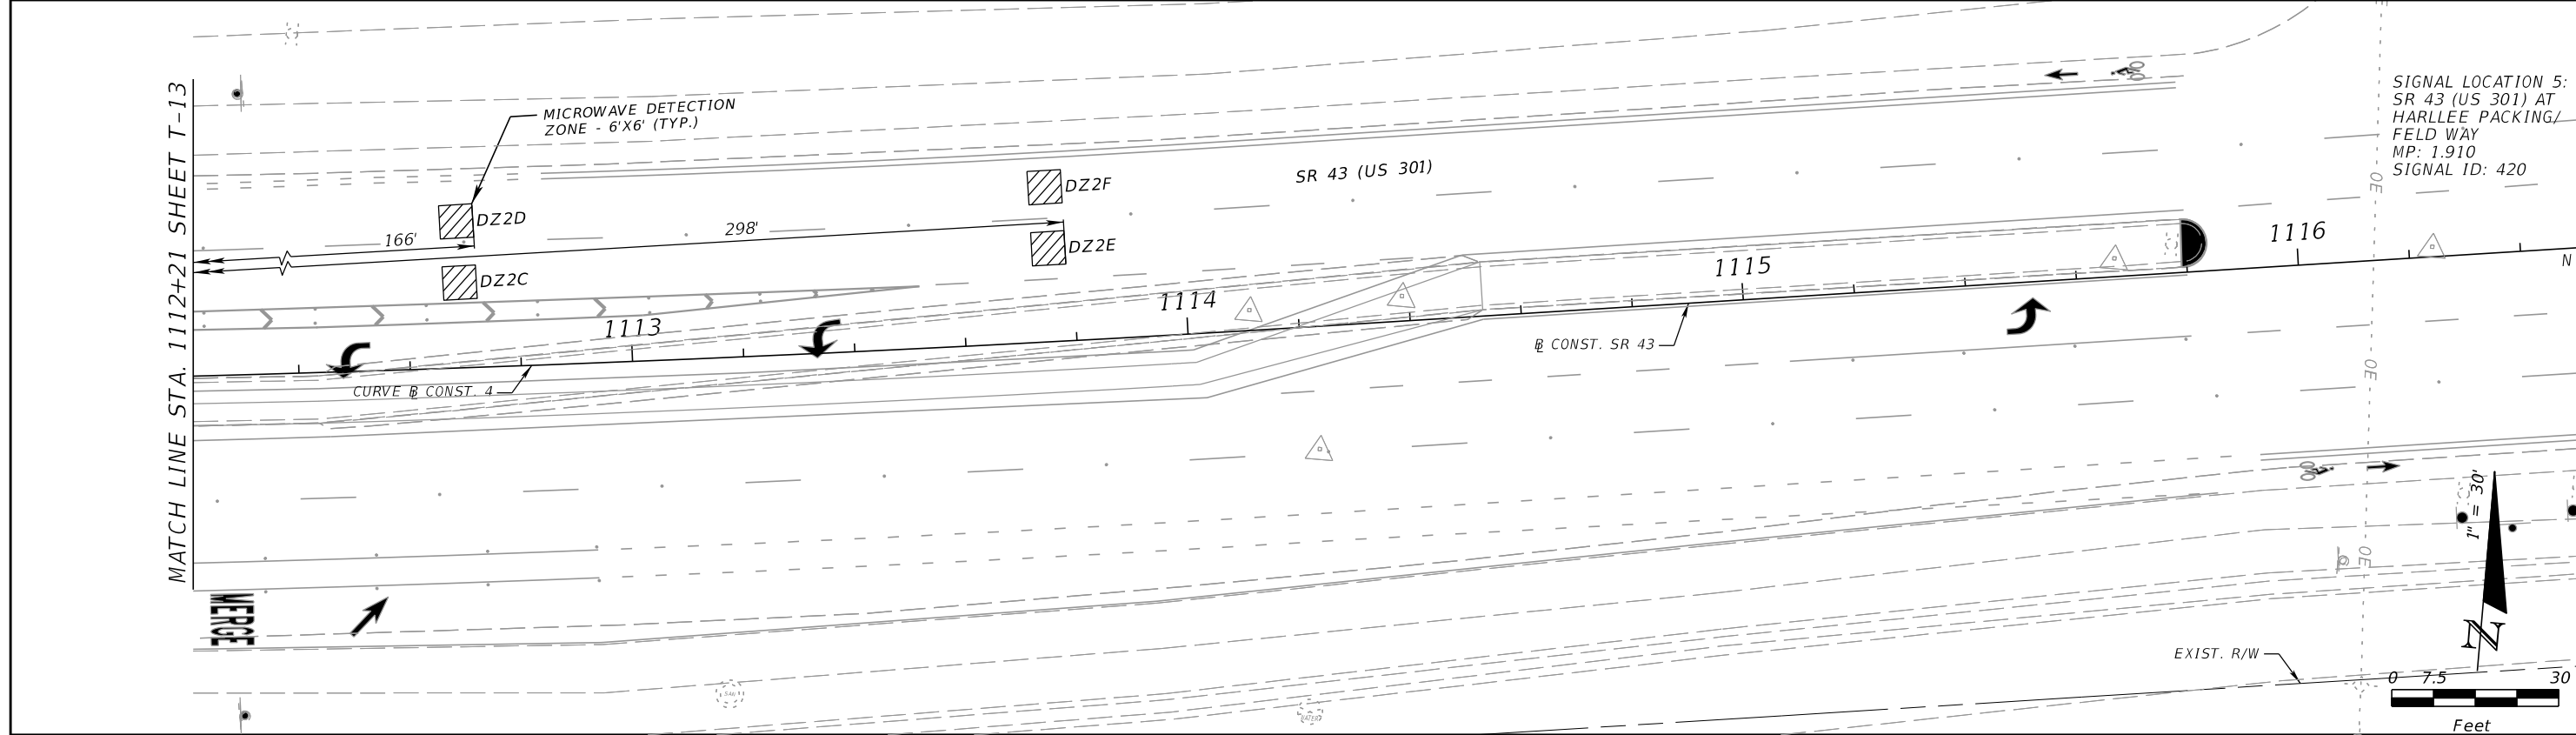 MATCH LINE STA. 1112+21 SHEET T-13
MICROWAVE DETECTION
ZONE - 6'X6' (TYP.)
SIGNAL LOCATION 5:
SR 43 (US 301) AT
HARLLEE PACKING/
FELD WAY
MP: 1.910
SIGNAL ID: 420
SR 43 (US 301)
DZ2F
DZ2D
DZ2E
DZ2C
166'
298'
OE
OE
OE
1113
1114
1115
1116
N
CURVE ⅊ CONST. 4
⅊ CONST. SR 43
MERGE
1" = 30'
N
EXIST. R/W
0 7.5 30
Feet